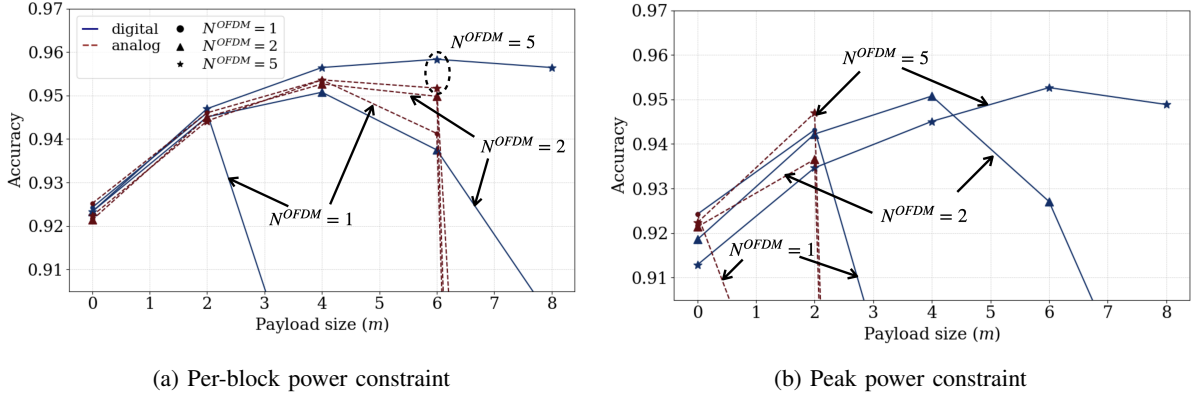 0.97
0.96
0.95
0.94
0.93
0.92
0.91
Accuracy
digital
analog
N^{OFDM} = 1
N^{OFDM} = 2
N^{OFDM} = 5
N^{OFDM} = 5
N^{OFDM} = 2
N^{OFDM} = 1
0 1 2 3 4 5 6 7 8
Payload size (m)
(a) Per-block power constraint
0.97
0.96
0.95
0.94
0.93
0.92
0.91
Accuracy
N^{OFDM} = 5
N^{OFDM} = 2
N^{OFDM} = 1
0 1 2 3 4 5 6 7 8
Payload size (m)
(b) Peak power constraint